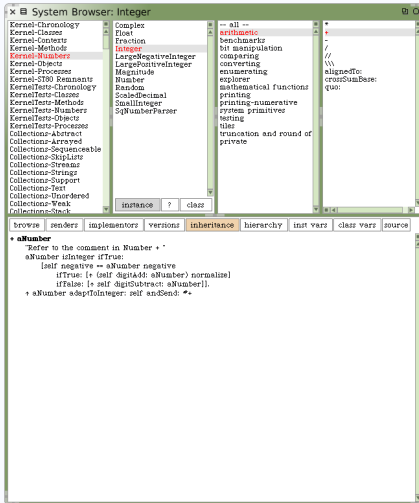 System Browser: Integer
Kernel-Chronology
Kernel-Classes
Kernel-Contexts
Kernel-Methods
Kernel-Numbers
Kernel-Objects
Kernel-Processes
Kernel-ST80 Remnants
KernelTests-Chronology
KernelTests-Classes
KernelTests-Methods
KernelTests-Numbers
KernelTests-Objects
KernelTests-Processes
Collections-Abstract
Collections-Arrayed
Collections-Sequenceable
Collections-SkipLists
Collections-Streams
Collections-Strings
Collections-Support
Collections-Text
Collections-Unordered
Collections-Weak
Collections-Stack
Complex
Float
Fraction
Integer
LargeNegativeInteger
LargePositiveInteger
Magnitude
Number
Random
ScaledDecimal
SmallInteger
SqNumberParser
instance ? class
-- all --
arithmetic
benchmarks
bit manipulation
comparing
converting
enumerating
explorer
mathematical functions
printing
printing-numerative
system primitives
testing
tiles
truncation and round of
private
*
+
-
/
//
\\\
alignedTo:
crossSumBase:
quo:
browse senders implementors versions inheritance hierarchy inst vars class vars source
+ aNumber
"Refer to the comment in Number + "
aNumber isInteger ifTrue:
[self negative == aNumber negative
ifTrue: [↑ (self digitAdd: aNumber) normalize]
ifFalse: [↑ self digitSubtract: aNumber]].
↑ aNumber adaptToInteger: self andSend: #+